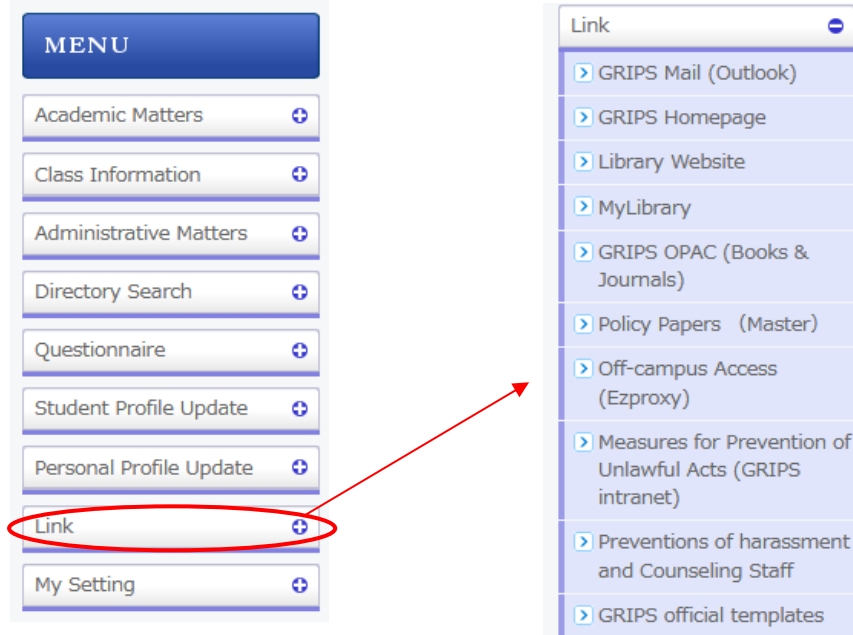 MENU
Academic Matters
Class Information
Administrative Matters
Directory Search
Questionnaire
Student Profile Update
Personal Profile Update
Link
My Setting
Link
GRIPS Mail (Outlook)
GRIPS Homepage
Library Website
MyLibrary
GRIPS OPAC (Books &
Journals)
Policy Papers （Master）
Off-campus Access
(Ezproxy)
Measures for Prevention of
Unlawful Acts (GRIPS
intranet)
Preventions of harassment
and Counseling Staff
GRIPS official templates